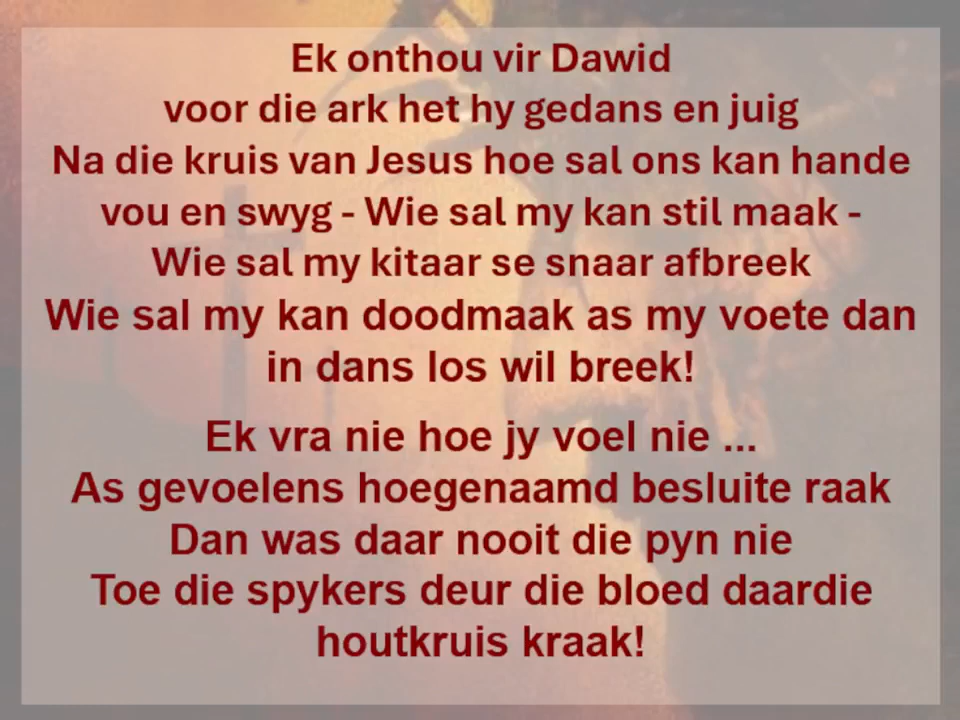 Ek onthou vir Dawid
voor die ark het hy gedans en juig
Na die kruis van Jesus hoe sal ons kan hande
vou en swyg - Wie sal my kan stil maak -
Wie sal my kitaar se snaar afbreek
Wie sal my kan doodmaak as my voete dan
in dans los wil breek!
Ek vra nie hoe jy voel nie ...
As gevoelens hoegenaamd besluite raak
Dan was daar nooit die pyn nie
Toe die spykers deur die bloed daardie
houtkruis kraak!